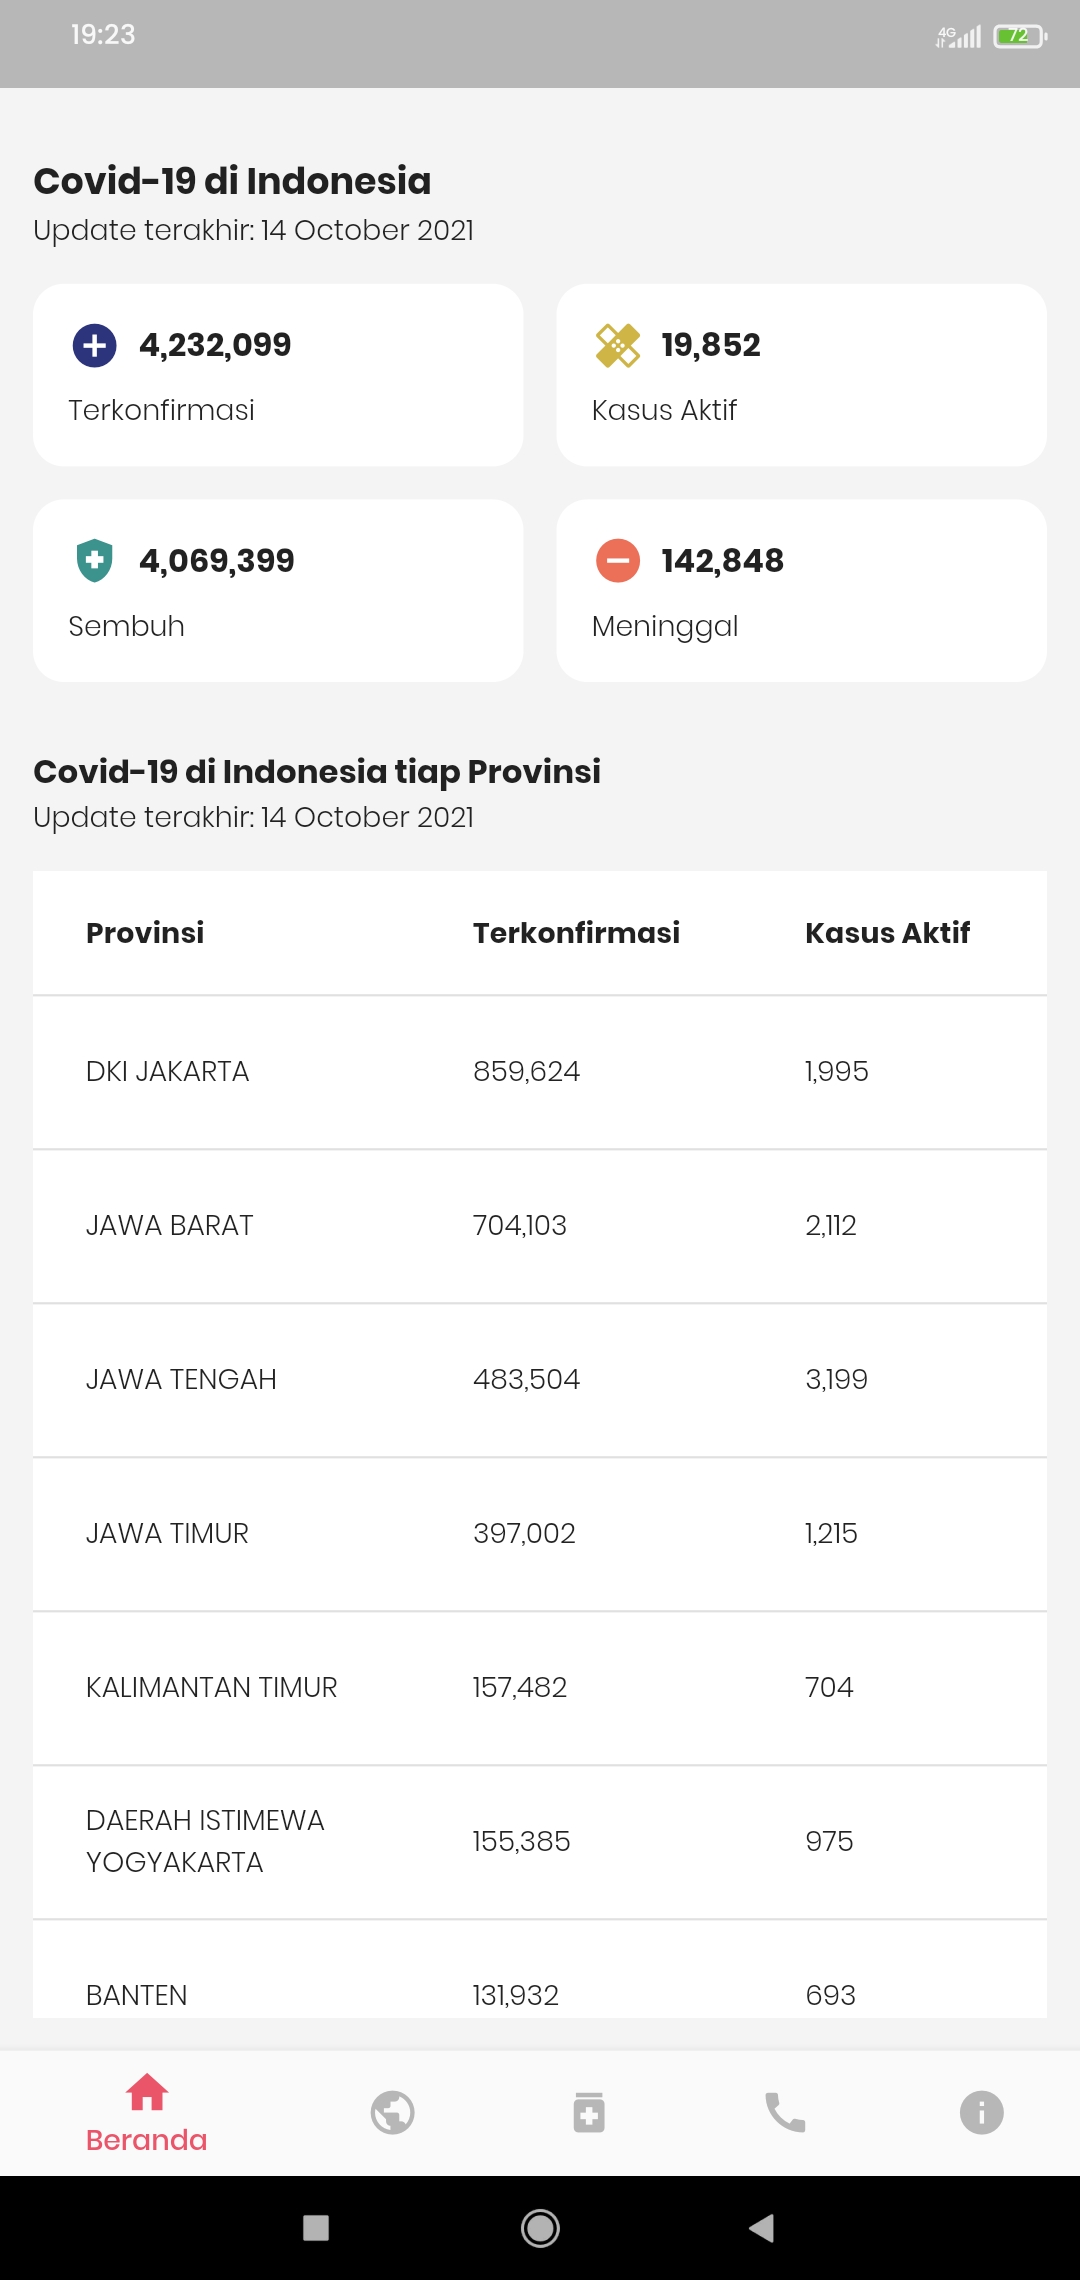 19:23
4G
72
Covid-19 di Indonesia
Update terakhir: 14 October 2021
4,232,099
Terkonfirmasi
19,852
Kasus Aktif
4,069,399
Sembuh
142,848
Meninggal
Covid-19 di Indonesia tiap Provinsi
Update terakhir: 14 October 2021
Provinsi Terkonfirmasi Kasus Aktif
DKI JAKARTA 859,624 1,995
JAWA BARAT 704,103 2,112
JAWA TENGAH 483,504 3,199
JAWA TIMUR 397,002 1,215
KALIMANTAN TIMUR 157,482 704
DAERAH ISTIMEWA
YOGYAKARTA 155,385 975
BANTEN 131,932 693
Beranda